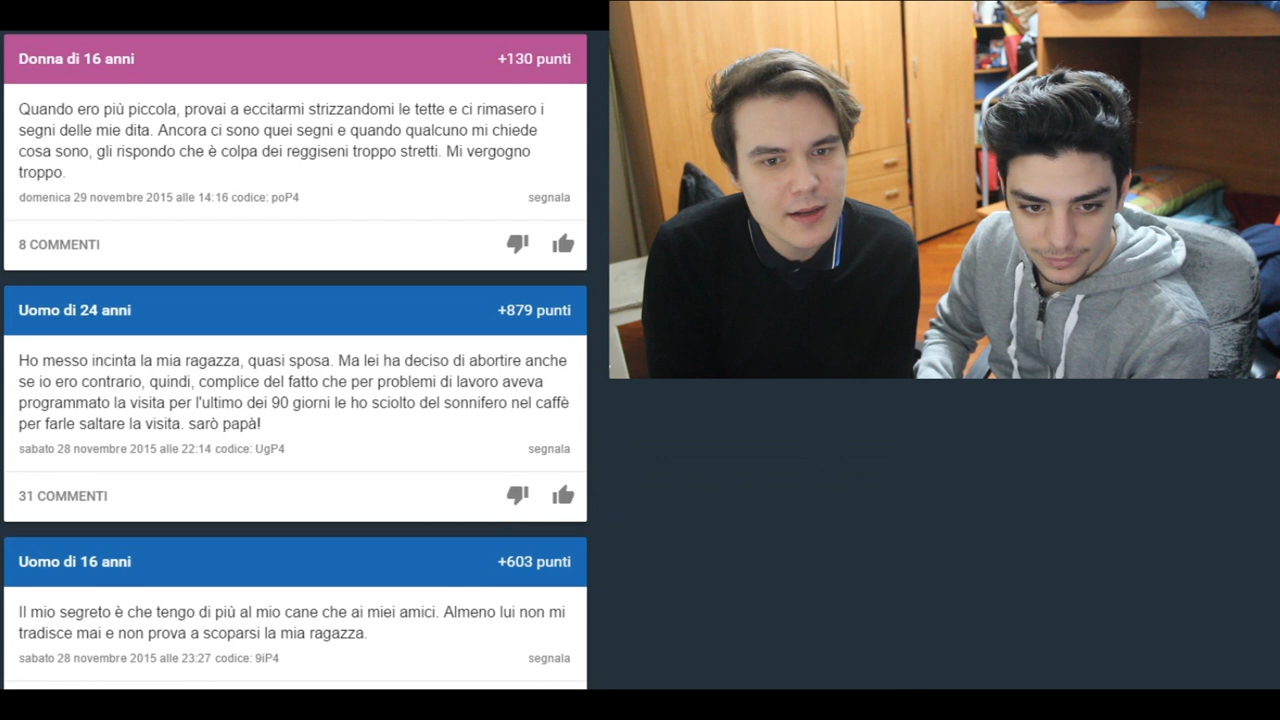 Donna di 16 anni
+130 punti
Quando ero più piccola, provai a eccitarmi strizzandomi le tette e ci rimasero i
segni delle mie dita. Ancora ci sono quei segni e quando qualcuno mi chiede
cosa sono, gli rispondo che è colpa dei reggiseni troppo stretti. Mi vergogno
troppo.
domenica 29 novembre 2015 alle 14:16 codice: poP4
segnala
8 COMMENTI
Uomo di 24 anni
+879 punti
Ho messo incinta la mia ragazza, quasi sposa. Ma lei ha deciso di abortire anche
se io ero contrario, quindi, complice del fatto che per problemi di lavoro aveva
programmato la visita per l'ultimo dei 90 giorni le ho sciolto del sonnifero nel caffè
per farle saltare la visita. sarò papà!
sabato 28 novembre 2015 alle 22:14 codice: UgP4
segnala
31 COMMENTI
Uomo di 16 anni
+603 punti
Il mio segreto è che tengo di più al mio cane che ai miei amici. Almeno lui non mi
tradisce mai e non prova a scoparsi la mia ragazza.
sabato 28 novembre 2015 alle 23:27 codice: 9iP4
segnala